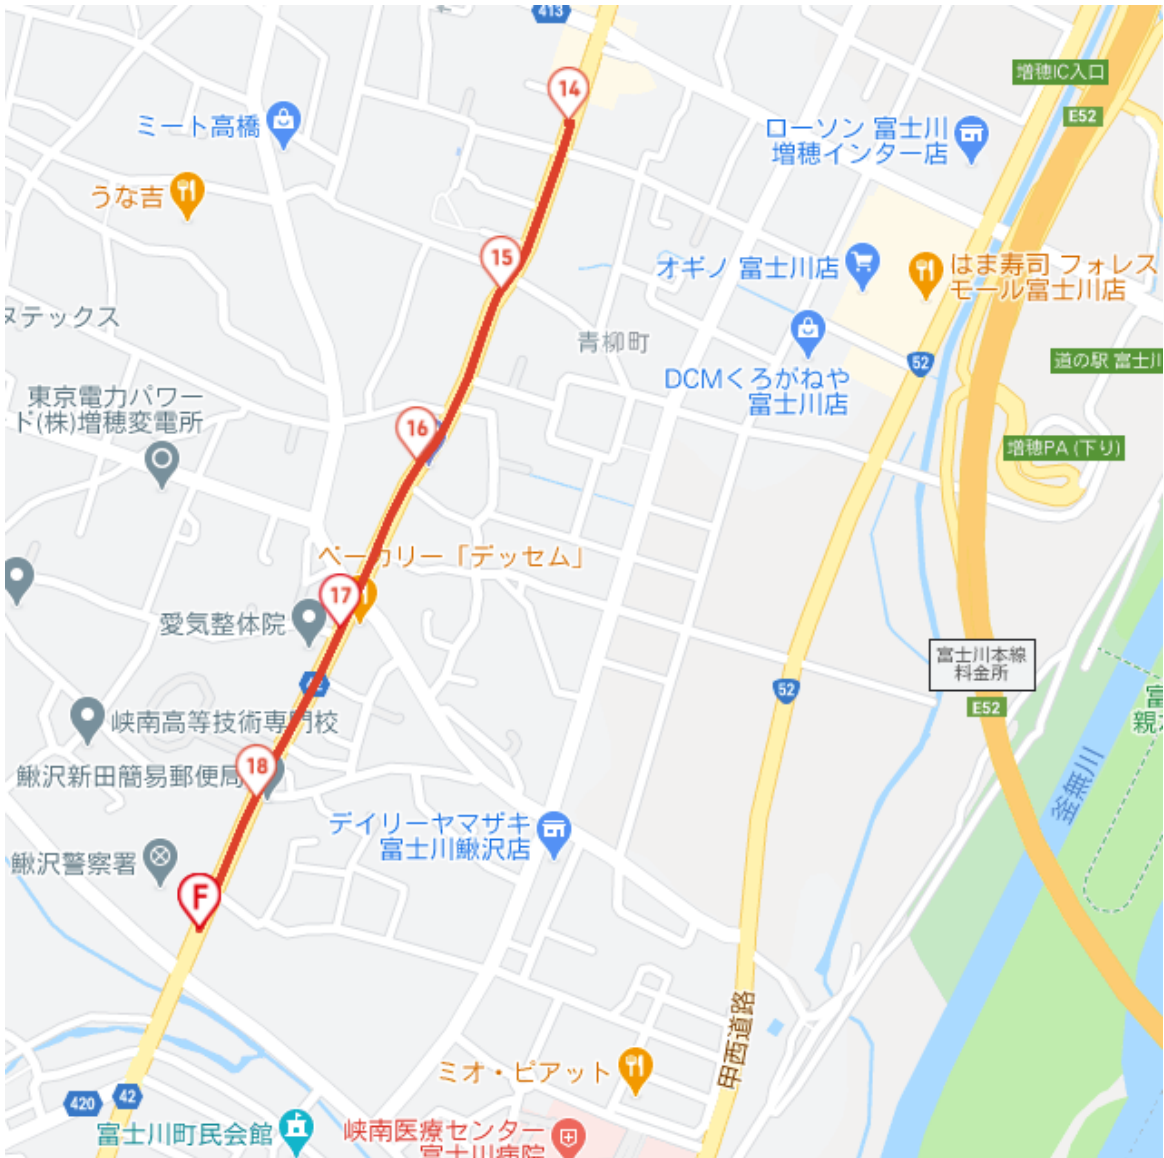 413
14
増穂IC入口
E52
ミート高橋
ローソン 富士川
増穂インター店
うな吉
15
オギノ 富士川店
はま寿司 フォレス
モール富士川店
メテックス
青柳町
52
道の駅 富士川
DCMくろがねや
富士川店
東京電力パワー
ド(株)増穂変電所
16
増穂PA (下り)
ベーカリー「デッセム」
17
愛気整体院
富士川本線
料金所
52
E52
峡南高等技術専門校
鰍沢新田簡易郵便局
18
釜無川
デイリーヤマザキ
富士川鰍沢店
鰍沢警察署
F
甲西道路
ミオ・ピアット
420
42
富士川町民会館
峡南医療センター
富士川病院